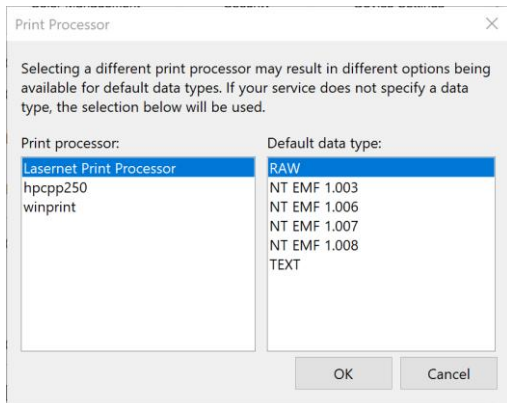 Print Processor
Selecting a different print processor may result in different options being
available for default data types. If your service does not specify a data
type, the selection below will be used.
Print processor:
Lasernet Print Processor
hpcpp250
winprint
Default data type:
RAW
NT EMF 1.003
NT EMF 1.006
NT EMF 1.007
NT EMF 1.008
TEXT
OK
Cancel